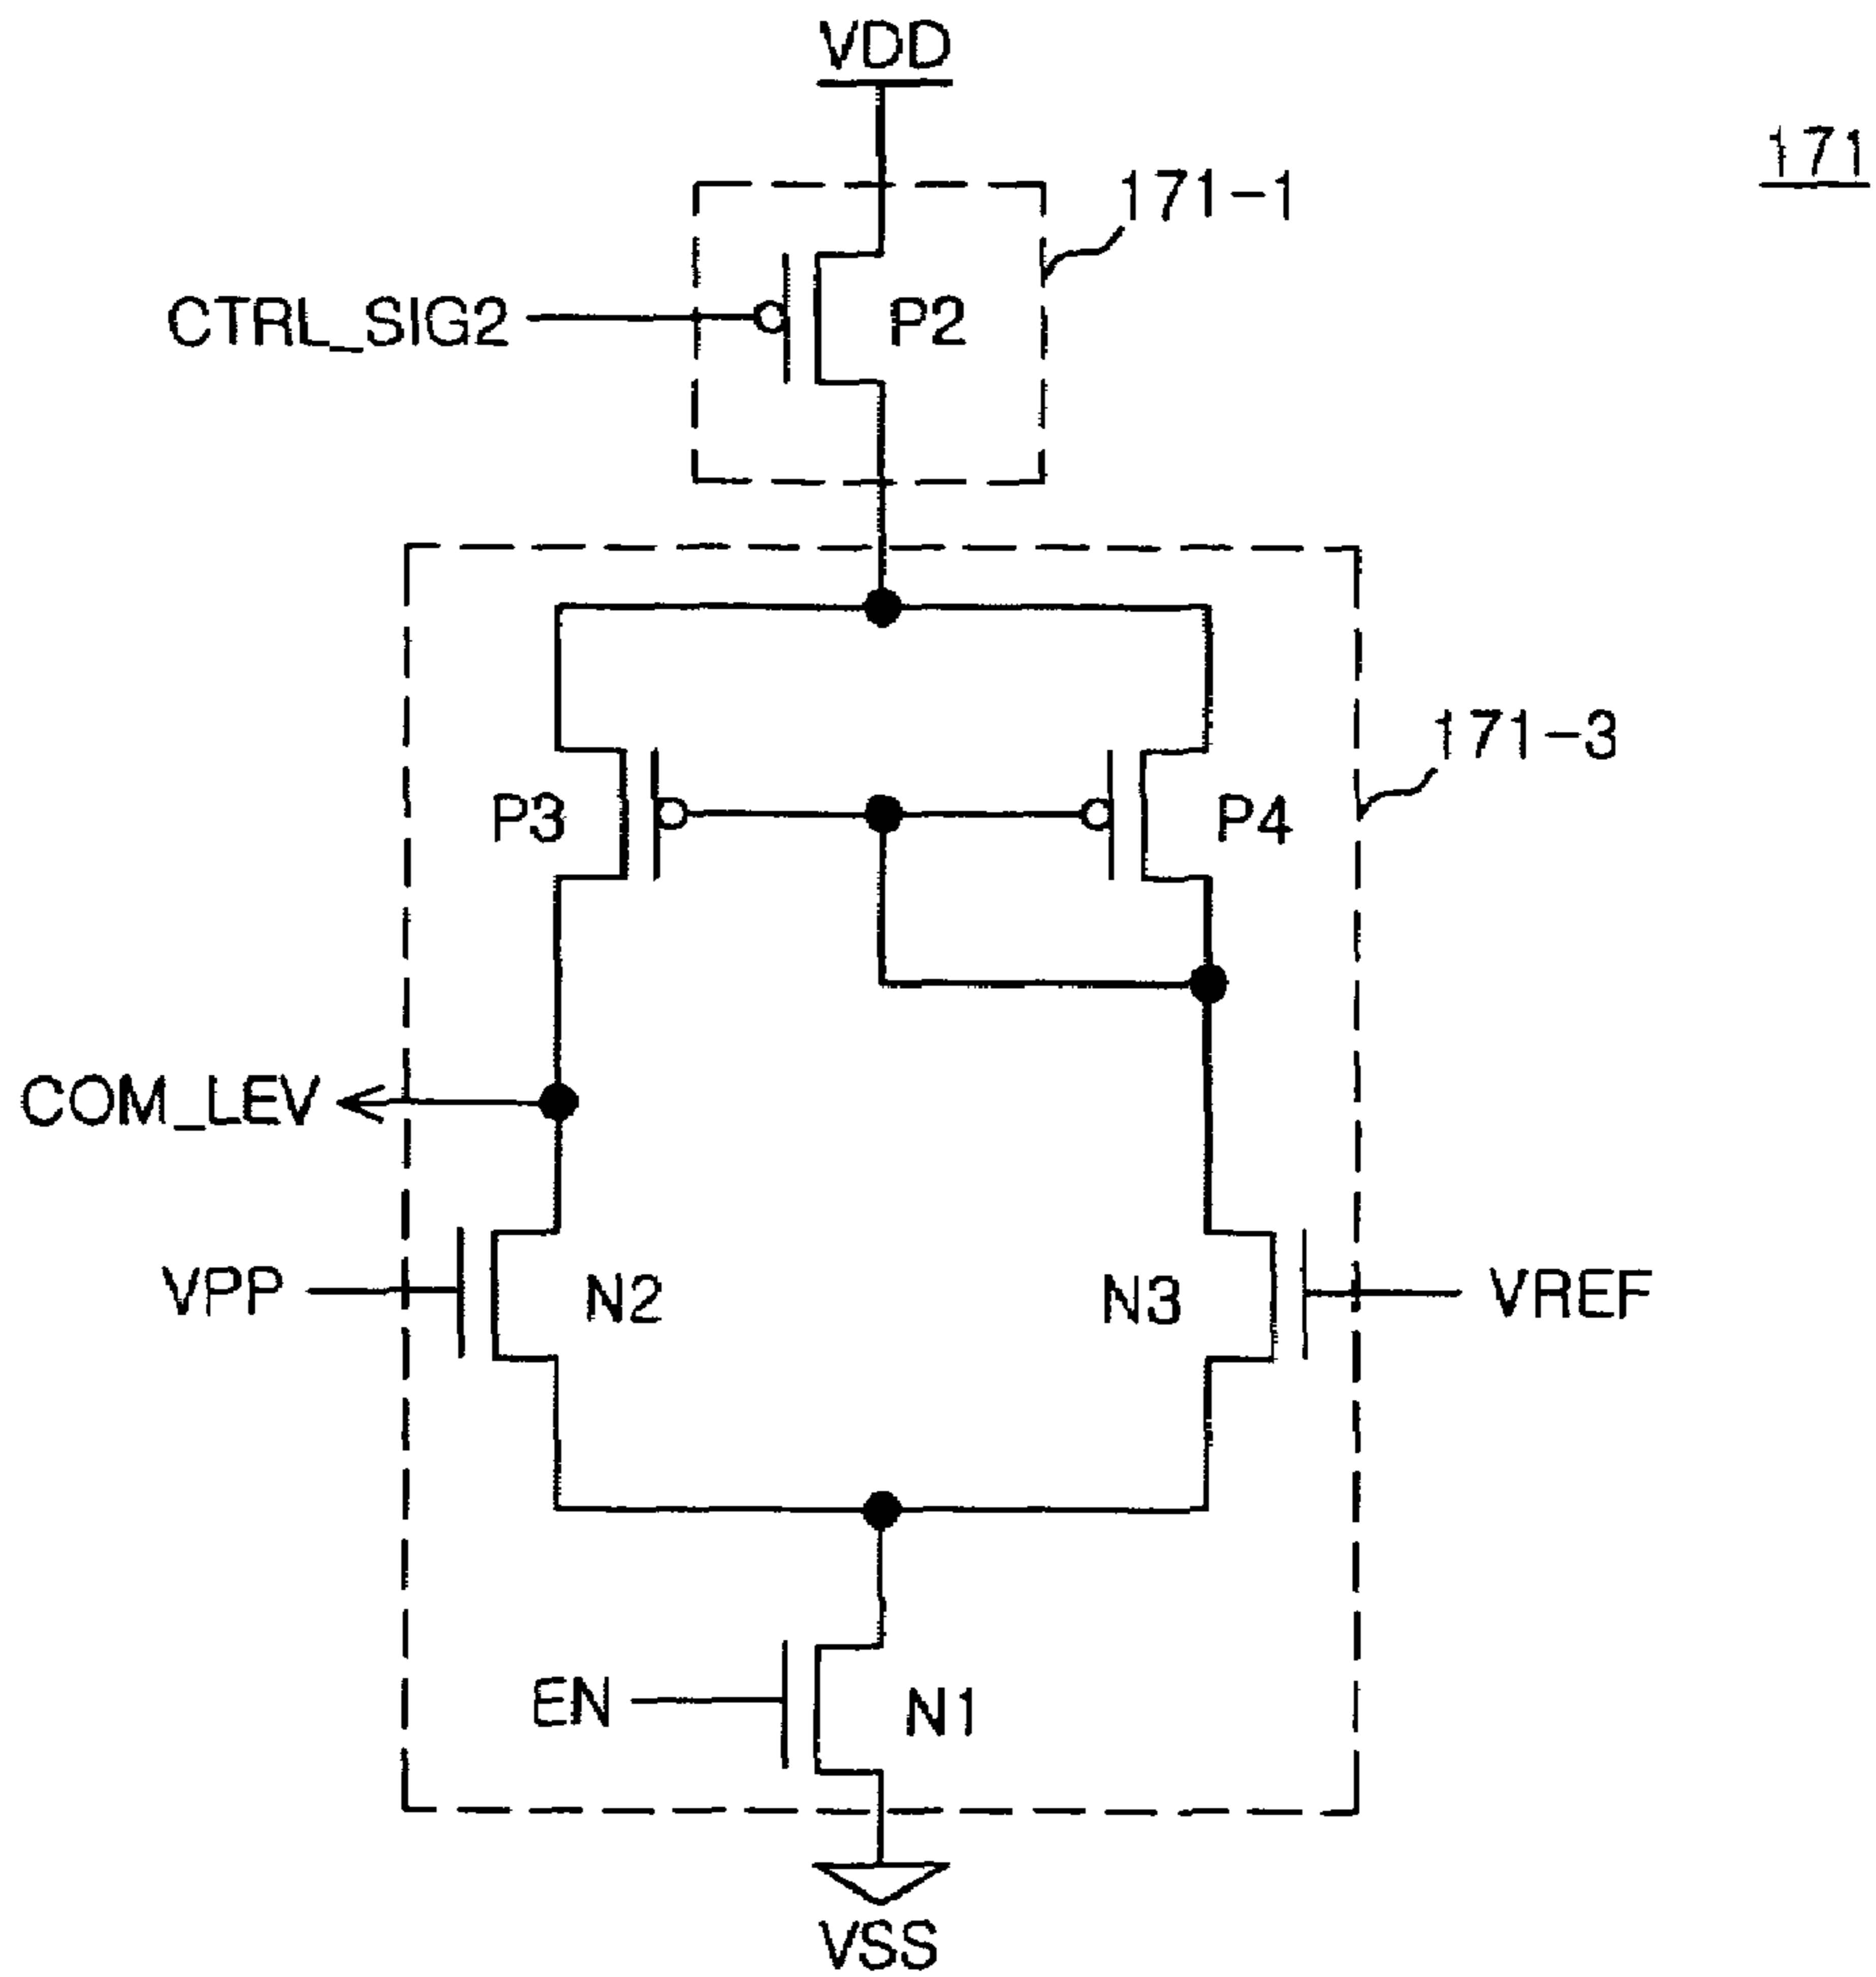 VDD
171
171-1
CTRL_SIG2
P2
171-3
P3
P4
COM_LEV
VPP
N2
N3
VREF
EN
N1
VSS